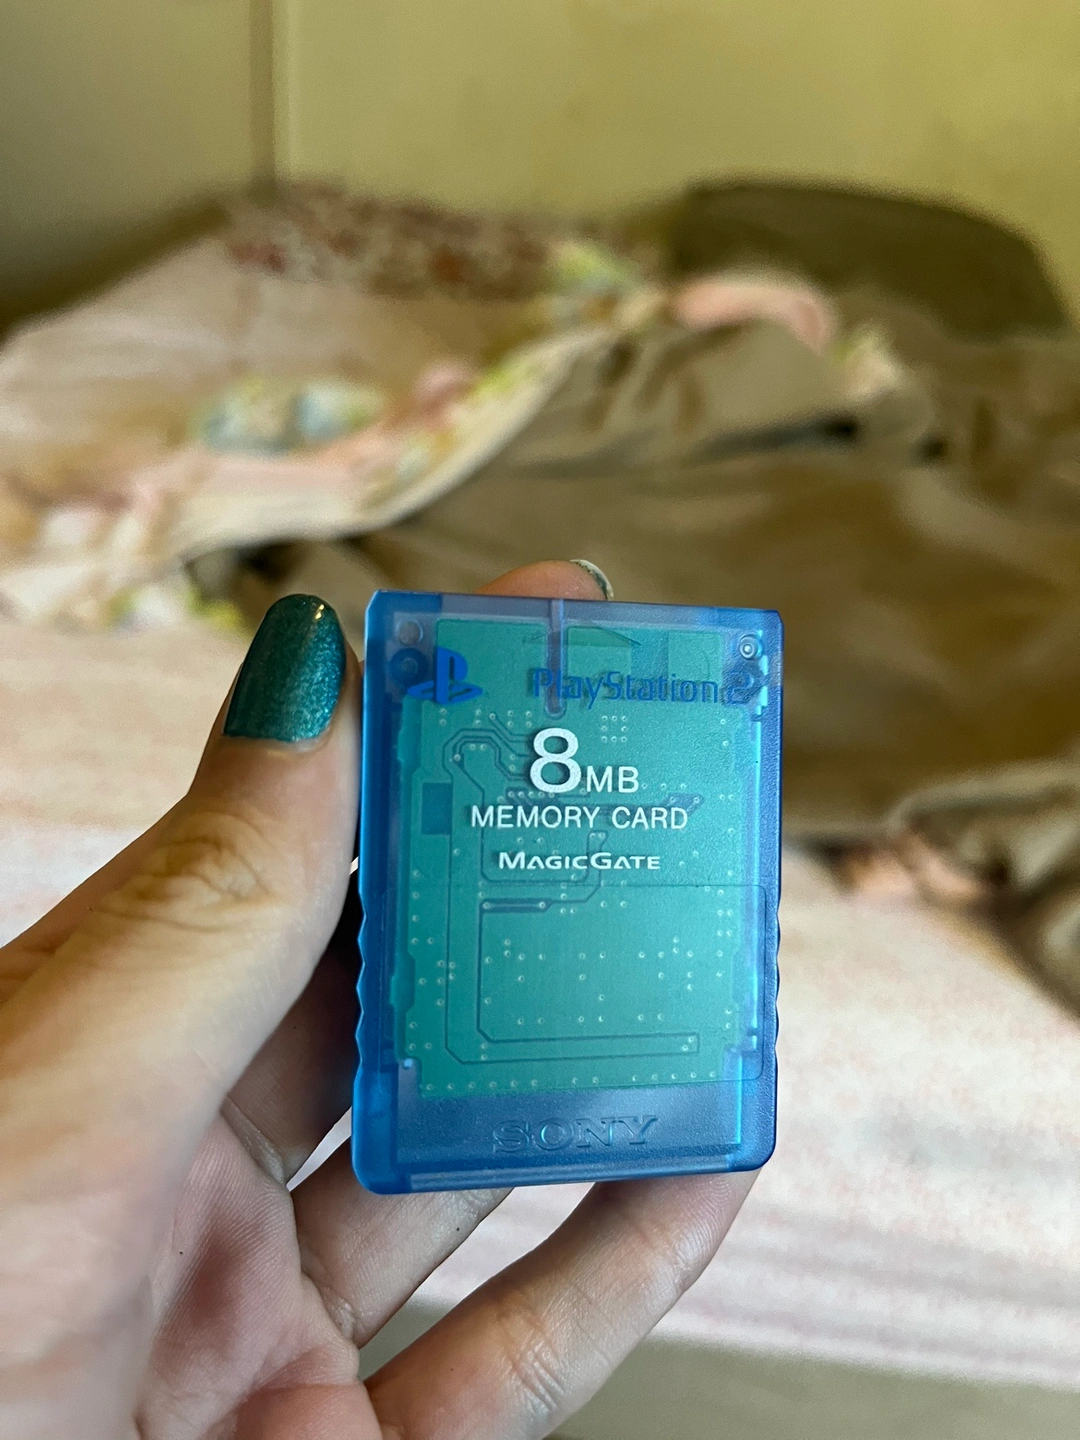 PlayStation 2
8MB
MEMORY CARD
MAGICGATE
SONY